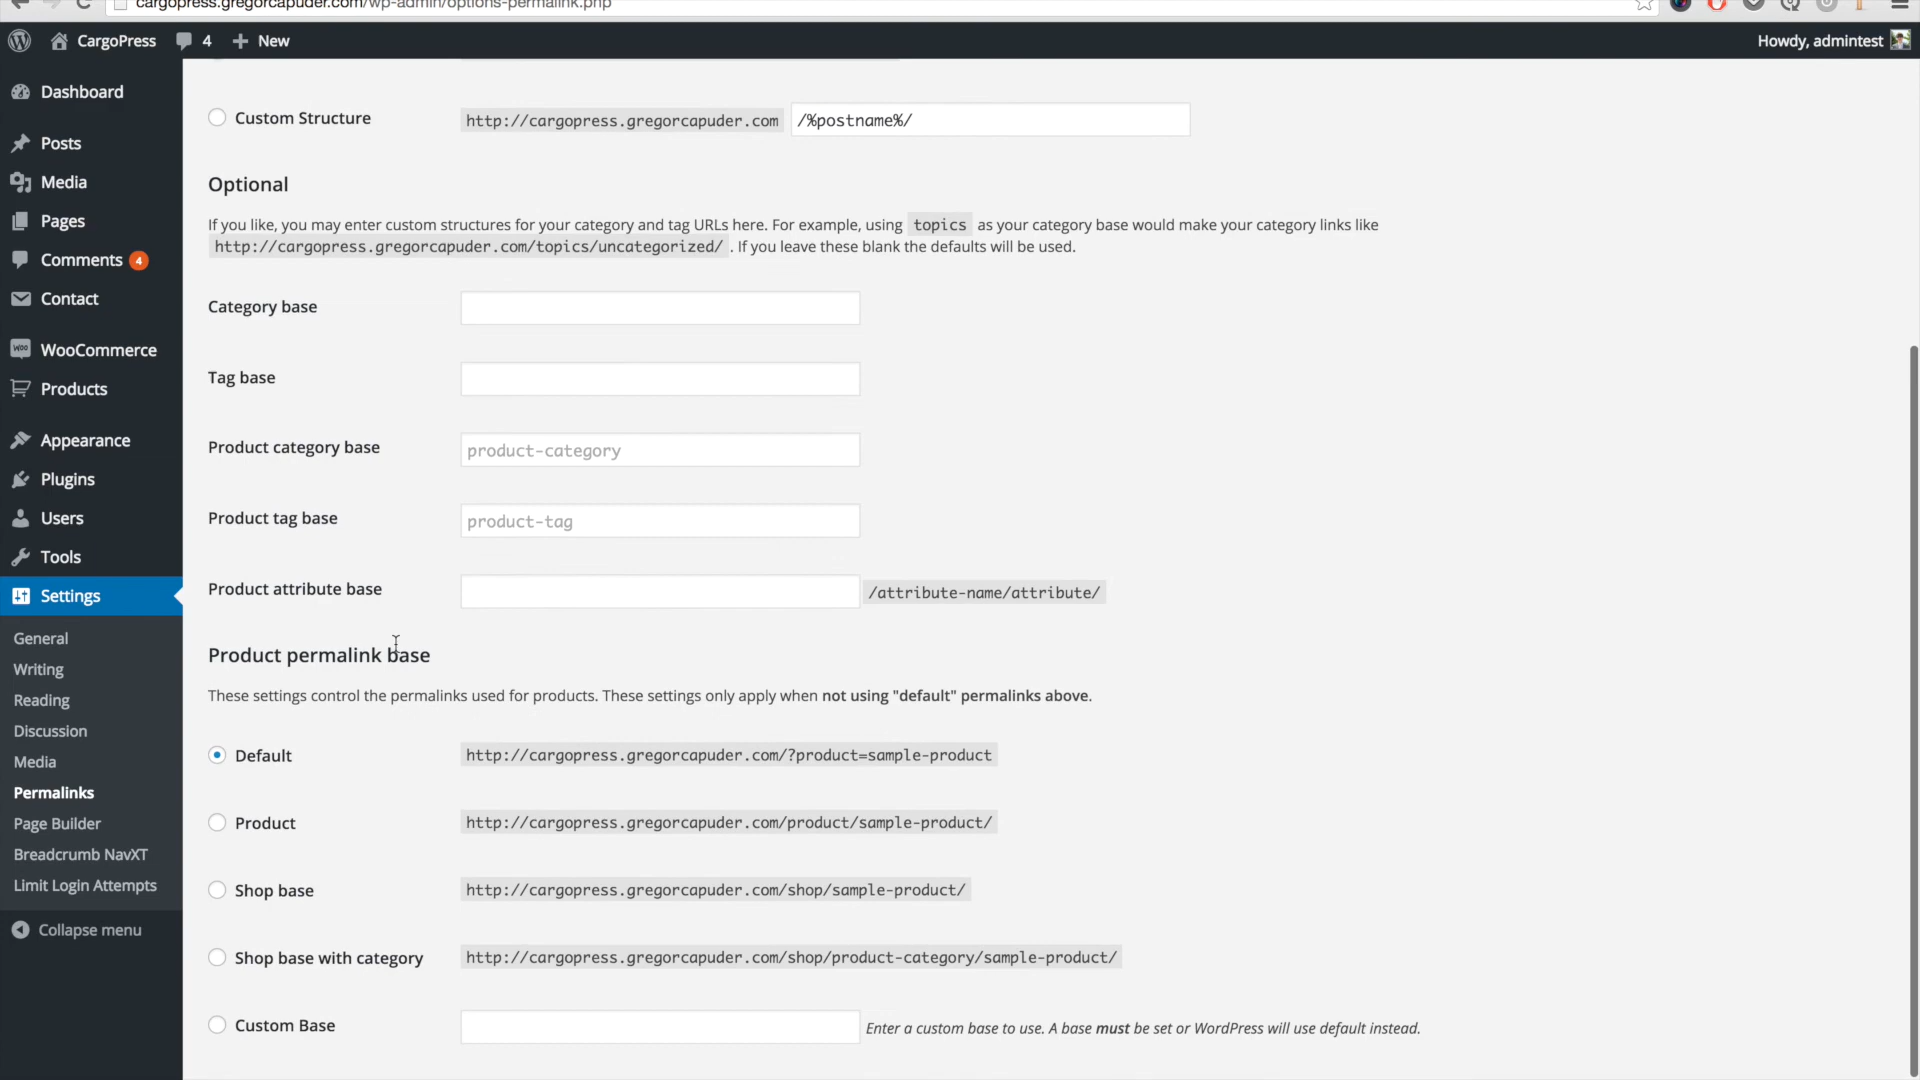 cargopress.gregorcapuder.com/wp-admin/options-permalink.php
CargoPress 4 New
Howdy, admintest
Dashboard
Posts
Media
Pages
Comments 4
Contact
WooCommerce
Products
Appearance
Plugins
Users
Tools
Settings
General
Writing
Reading
Discussion
Media
Permalinks
Page Builder
Breadcrumb NavXT
Limit Login Attempts
Collapse menu
Custom Structure http://cargopress.gregorcapuder.com /%postname%/
Optional
If you like, you may enter custom structures for your category and tag URLs here. For example, using topics as your category base would make your category links like
http://cargopress.gregorcapuder.com/topics/uncategorized/ . If you leave these blank the defaults will be used.
Category base
Tag base
Product category base product-category
Product tag base product-tag
Product attribute base /attribute-name/attribute/
Product permalink base
These settings control the permalinks used for products. These settings only apply when not using "default" permalinks above.
Default http://cargopress.gregorcapuder.com/?product=sample-product
Product http://cargopress.gregorcapuder.com/product/sample-product/
Shop base http://cargopress.gregorcapuder.com/shop/sample-product/
Shop base with category http://cargopress.gregorcapuder.com/shop/product-category/sample-product/
Custom Base Enter a custom base to use. A base must be set or WordPress will use default instead.